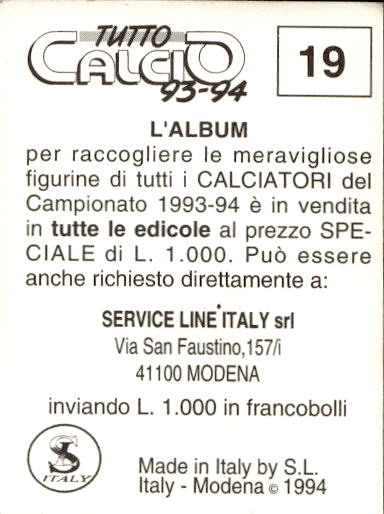 TUTTO
CALCIO
93-94
19
L'ALBUM
per raccogliere le meravigliose
figurine di tutti i CALCIATORI del
Campionato 1993-94 è in vendita
in tutte le edicole al prezzo SPE-
CIALE di L. 1.000. Può essere
anche richiesto direttamente a:
SERVICE LINE ITALY srl
Via San Faustino,157/i
41100 MODENA
inviando L. 1.000 in francobolli
SL
ITALY
Made in Italy by S.L.
Italy - Modena © 1994